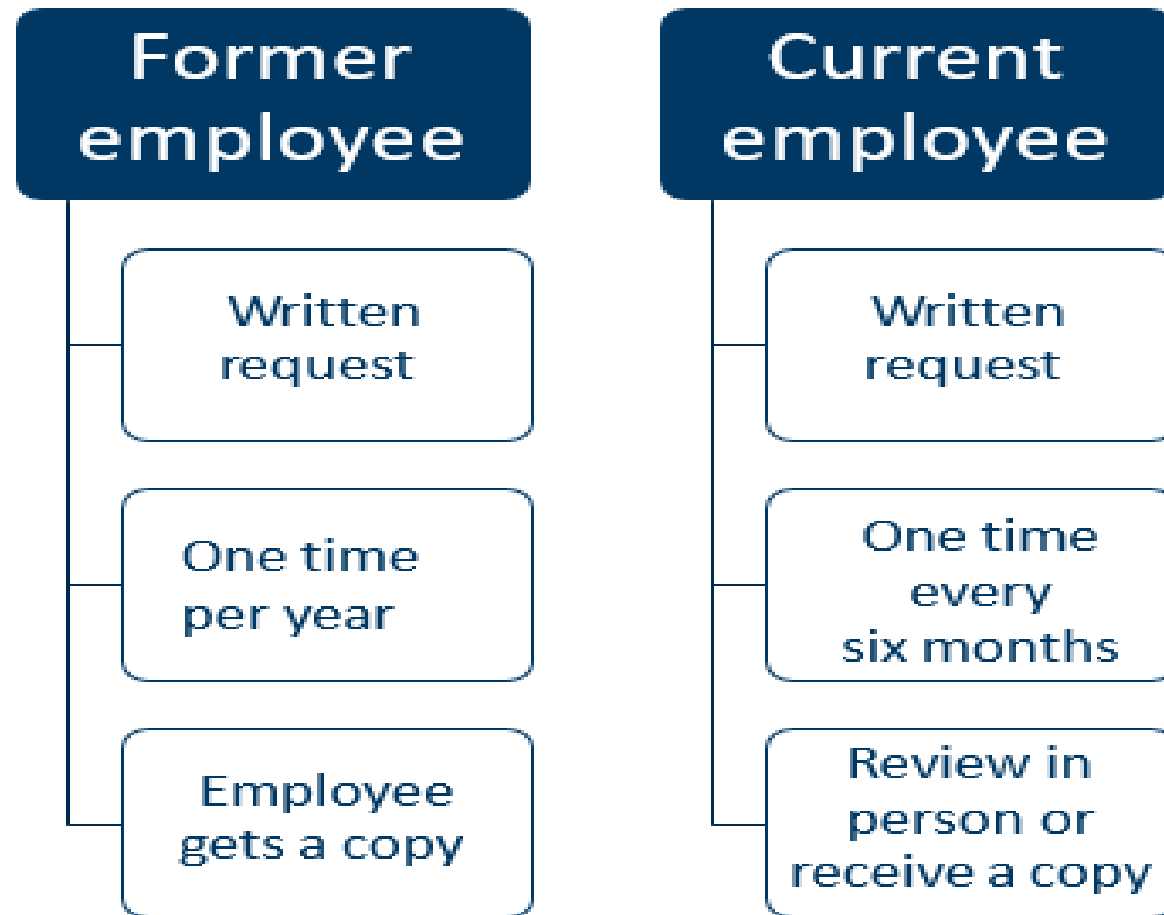 Former
employee
Written
request
One time
per year
Employee
gets a copy
Current
employee
Written
request
One time
every
six months
Review in
person or
receive a copy